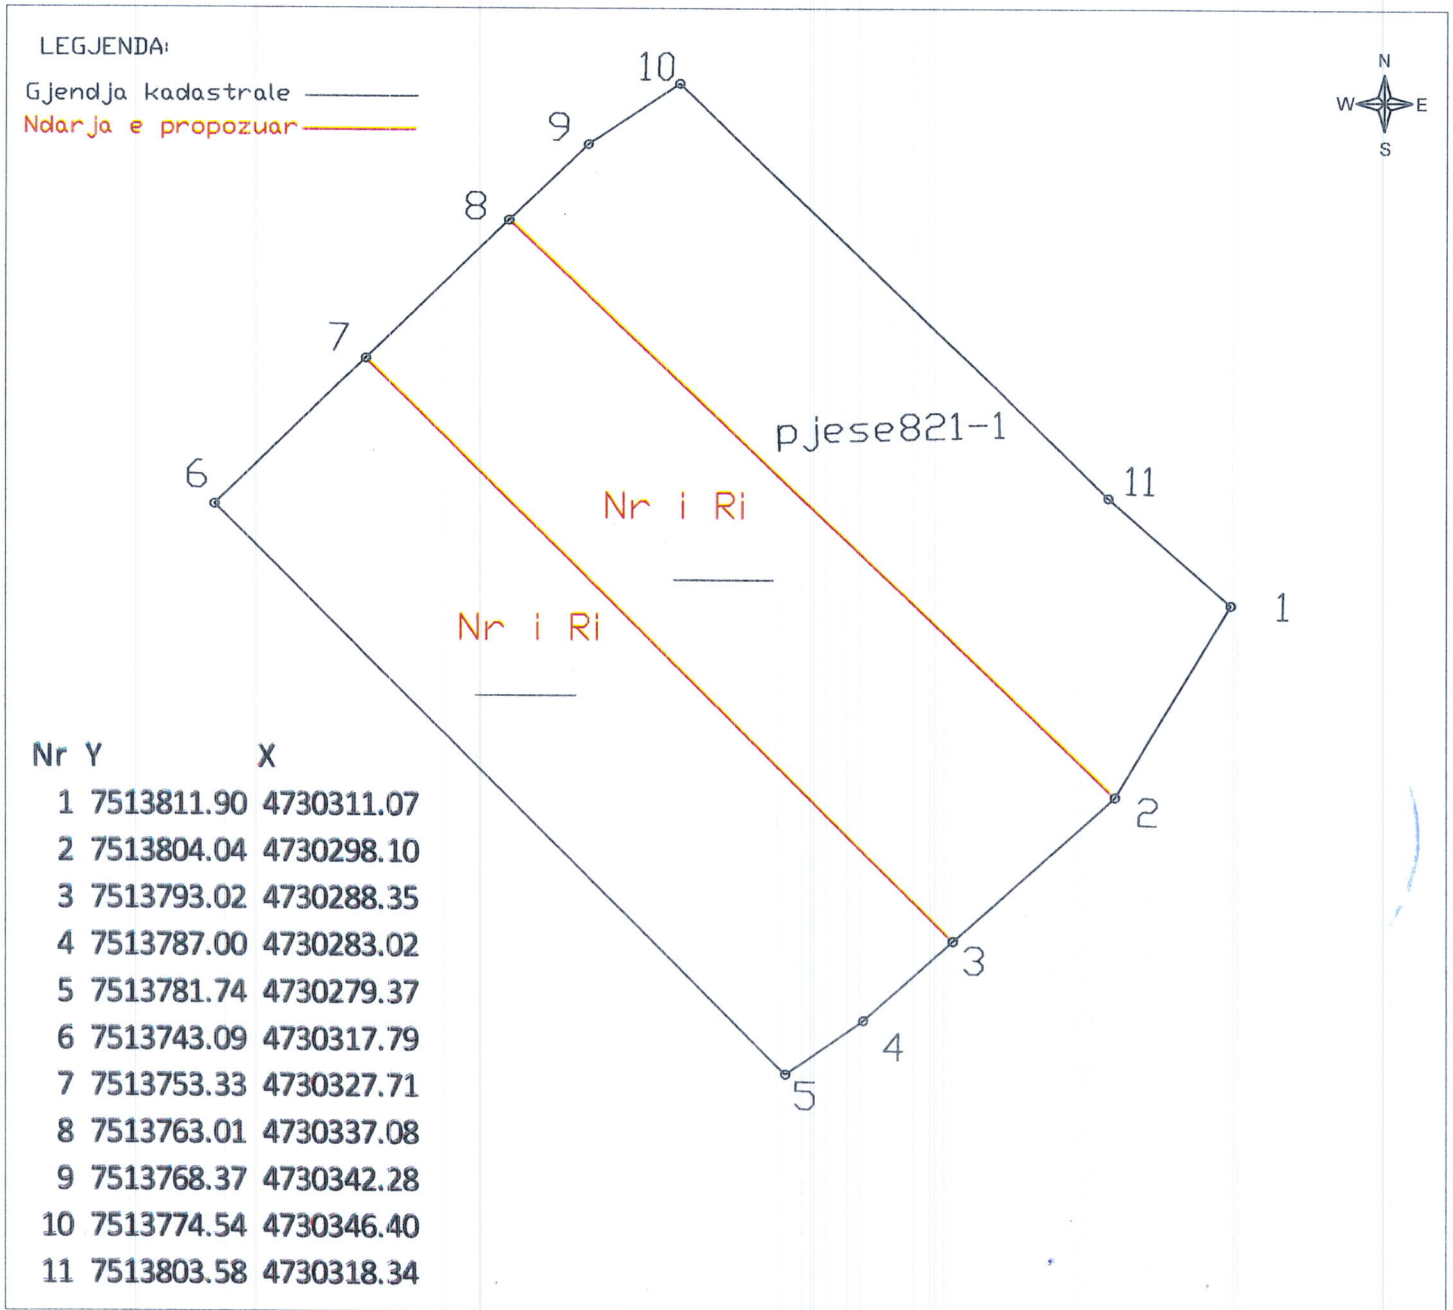 LEGJENDA:
Gjendja kadastrale
Ndarja e propozuar
N
W E
S
10
9
8
7
6
pjese821-1
11
Nr i Ri
1
Nr i Ri
2
3
4
5
Nr Y X
1 7513811.90 4730311.07
2 7513804.04 4730298.10
3 7513793.02 4730288.35
4 7513787.00 4730283.02
5 7513781.74 4730279.37
6 7513743.09 4730317.79
7 7513753.33 4730327.71
8 7513763.01 4730337.08
9 7513768.37 4730342.28
10 7513774.54 4730346.40
11 7513803.58 4730318.34